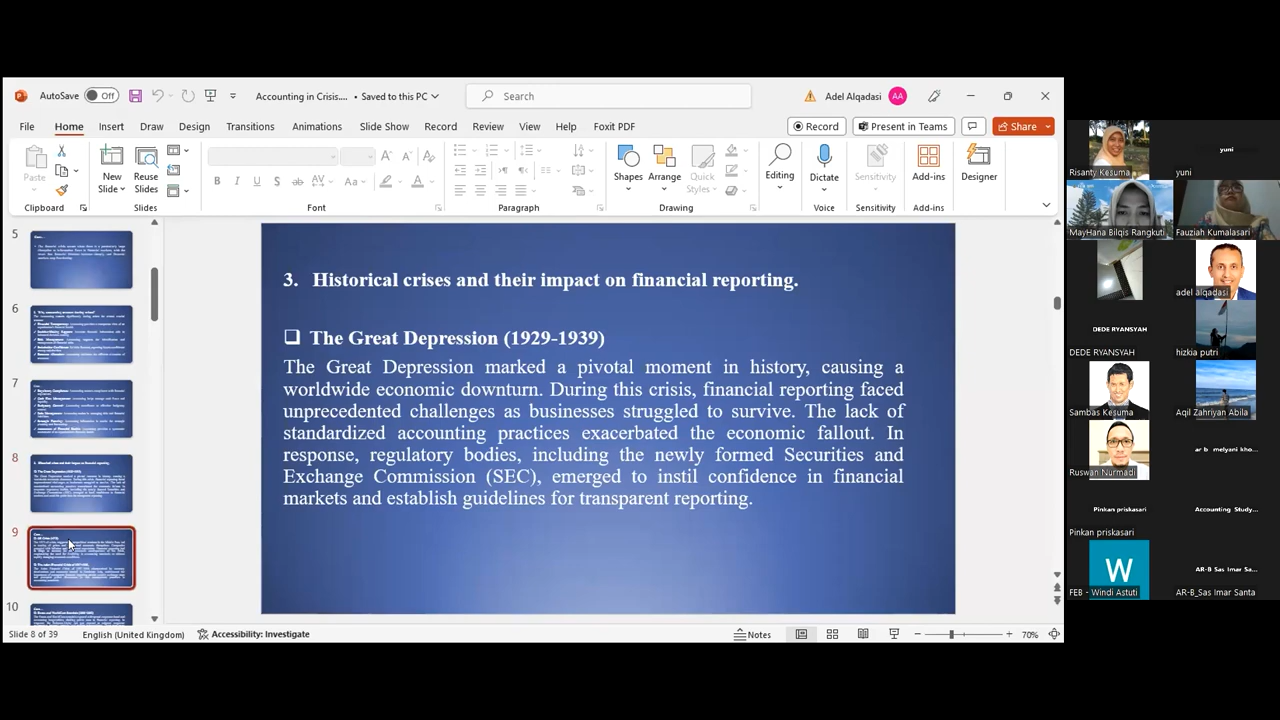 AutoSave Off Accounting in Crisis.... • Saved to this PC Search Adel Alqadasi AA
File Home Insert Draw Design Transitions Animations Slide Show Record Review View Help Foxit PDF Record Present in Teams Share
Paste New Slide Reuse Slides Shapes Arrange Quick Styles Editing Dictate Sensitivity Add-ins Designer
Clipboard Slides Font Paragraph Drawing Voice Sensitivity Add-ins
5
6
7
8
9
10
3. Historical crises and their impact on financial reporting.
The Great Depression (1929-1939)
The Great Depression marked a pivotal moment in history, causing a
worldwide economic downturn. During this crisis, financial reporting faced
unprecedented challenges as businesses struggled to survive. The lack of
standardized accounting practices exacerbated the economic fallout. In
response, regulatory bodies, including the newly formed Securities and
Exchange Commission (SEC), emerged to instil confidence in financial
markets and establish guidelines for transparent reporting.
Slide 8 of 39 English (United Kingdom) Accessibility: Investigate Notes 70%
Risanty Kesuma
yuni
yuni
MayHana Bilqis Rangkuti
Fauziah Kumalasari
adel alqadasi
DEDE RYANSYAH
DEDE RYANSYAH
hizkia putri
Sambas Kesuma
Aqil Zahriyan Abila
Ruswan Nurmadi
ar b melyani kho...
Pinkan priskasari
Pinkan priskasari
Accounting Study...
W
FEB - Windi Astuti
AR-B_Sas Imar Sa...
AR-B_Sas Imar Santa